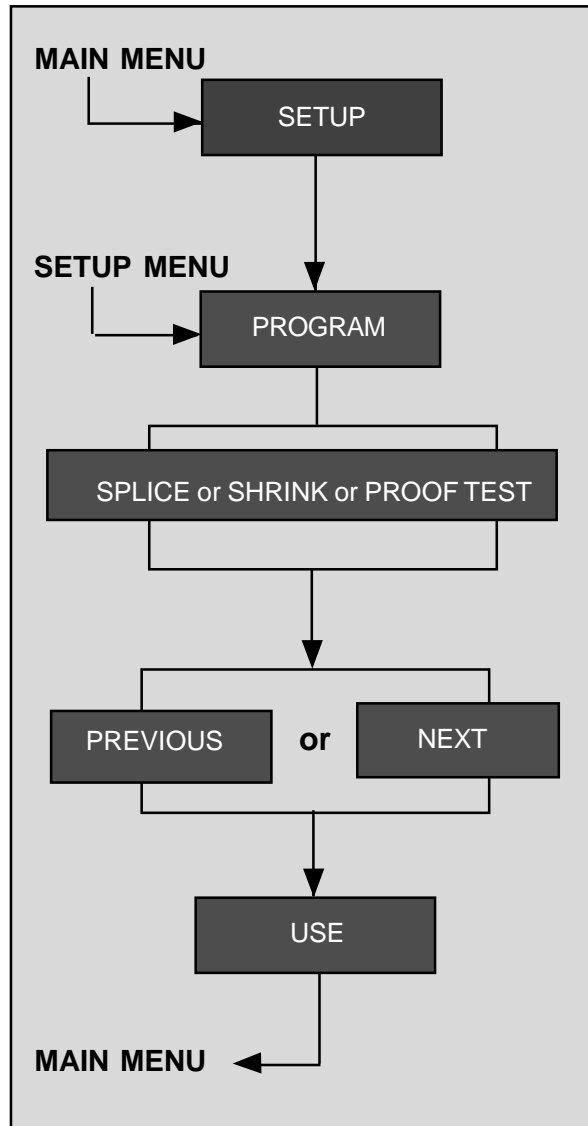 MAIN MENU
SETUP
SETUP MENU
PROGRAM
SPLICE or SHRINK or PROOF TEST
PREVIOUS or NEXT
USE
MAIN MENU